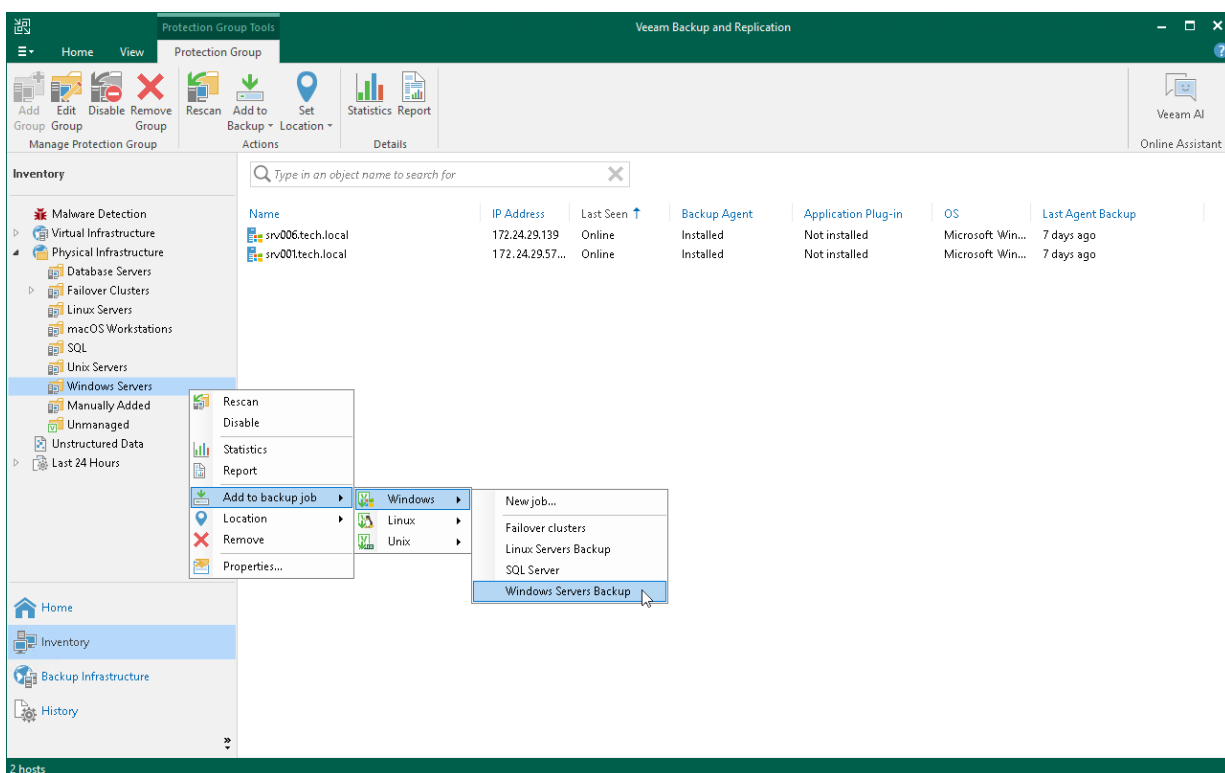 Protection Group Tools
Veeam Backup and Replication
Home View Protection Group
Add Group
Edit Group
Disable
Remove Group
Rescan
Add to Backup
Set Location
Statistics
Report
Veeam AI
Manage Protection Group
Actions
Details
Online Assistant
Inventory
Type in an object name to search for
Malware Detection
Virtual Infrastructure
Physical Infrastructure
Database Servers
Failover Clusters
Linux Servers
macOS Workstations
SQL
Unix Servers
Windows Servers
Manually Added
Unmanaged
Unstructured Data
Last 24 Hours
Name IP Address Last Seen Backup Agent Application Plug-in OS Last Agent Backup
srv006.tech.local 172.24.29.139 Online Installed Not installed Microsoft Win... 7 days ago
srv001.tech.local 172.24.29.57... Online Installed Not installed Microsoft Win... 7 days ago
Rescan
Disable
Statistics
Report
Add to backup job
Location
Remove
Properties...
Windows
Linux
Unix
New job...
Failover clusters
Linux Servers Backup
SQL Server
Windows Servers Backup
Home
Inventory
Backup Infrastructure
History
2 hosts